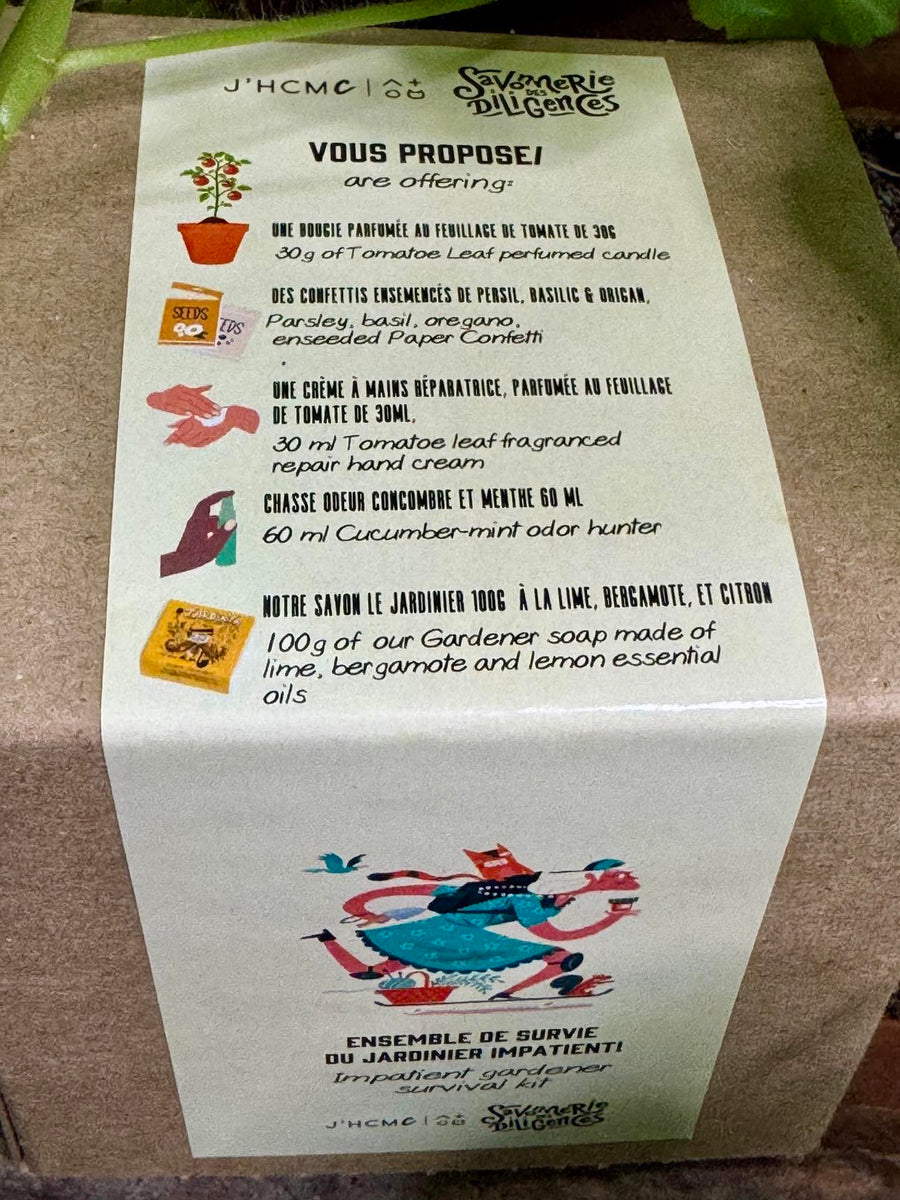 J'HCMC | SAVONNERIE DES DILIGENCES
VOUS PROPOSE/
are offering:
UNE BOUGIE PARFUMÉE AU FEUILLAGE DE TOMATE DE 30G
30g of Tomatoe Leaf perfumed candle
SEEDS
EDS
DES CONFETTIS ENSEMENCÉS DE PERSIL, BASILIC & ORIGAN,
Parsley, basil, oregano,
enseeded Paper Confetti
UNE CRÈME À MAINS RÉPARATRICE, PARFUMÉE AU FEUILLAGE
DE TOMATE DE 30ML,
30 ml Tomatoe leaf fragranced
repair hand cream
CHASSE ODEUR CONCOMBRE ET MENTHE 60 ML
60 ml Cucumber-mint odor hunter
NOTRE SAVON LE JARDINIER 100G À LA LIME, BERGAMOTE, ET CITRON
100g of our Gardener soap made of
lime, bergamote and lemon essential
oils
ENSEMBLE DE SURVIE
DU JARDINIER IMPATIENT!
Impatient gardener
survival kit
J'HCMC | SAVONNERIE DES DILIGENCES